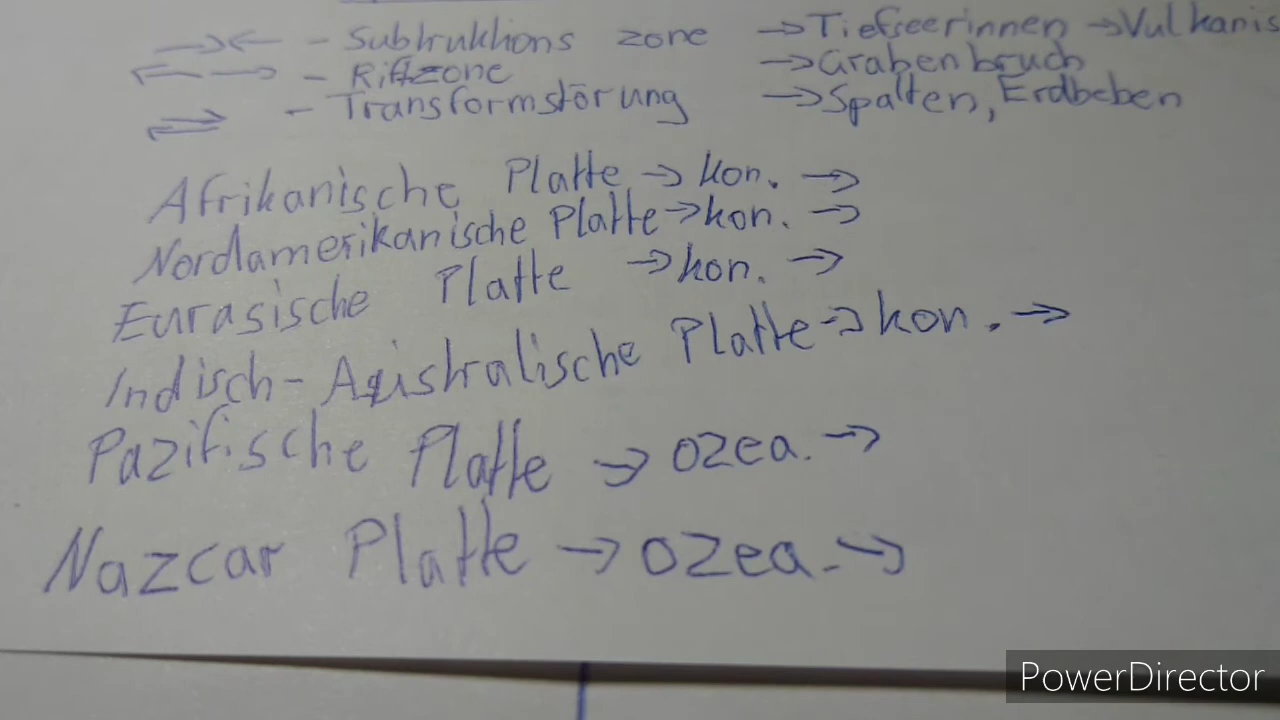 →← - Subtruktions zone → Tiefseerinnen → Vulkanis
← → - Riftzone → Grabenbruch
⇌ - Transformstörung → Spalten, Erdbeben
Afrikanische Platte → kon. →
Nordamerikanische Platte → kon. →
Eurasische Platte → kon. →
Indisch-Australische Platte → kon. →
Pazifische Platte → ozea. →
Nazcar Platte → ozea. →
PowerDirector